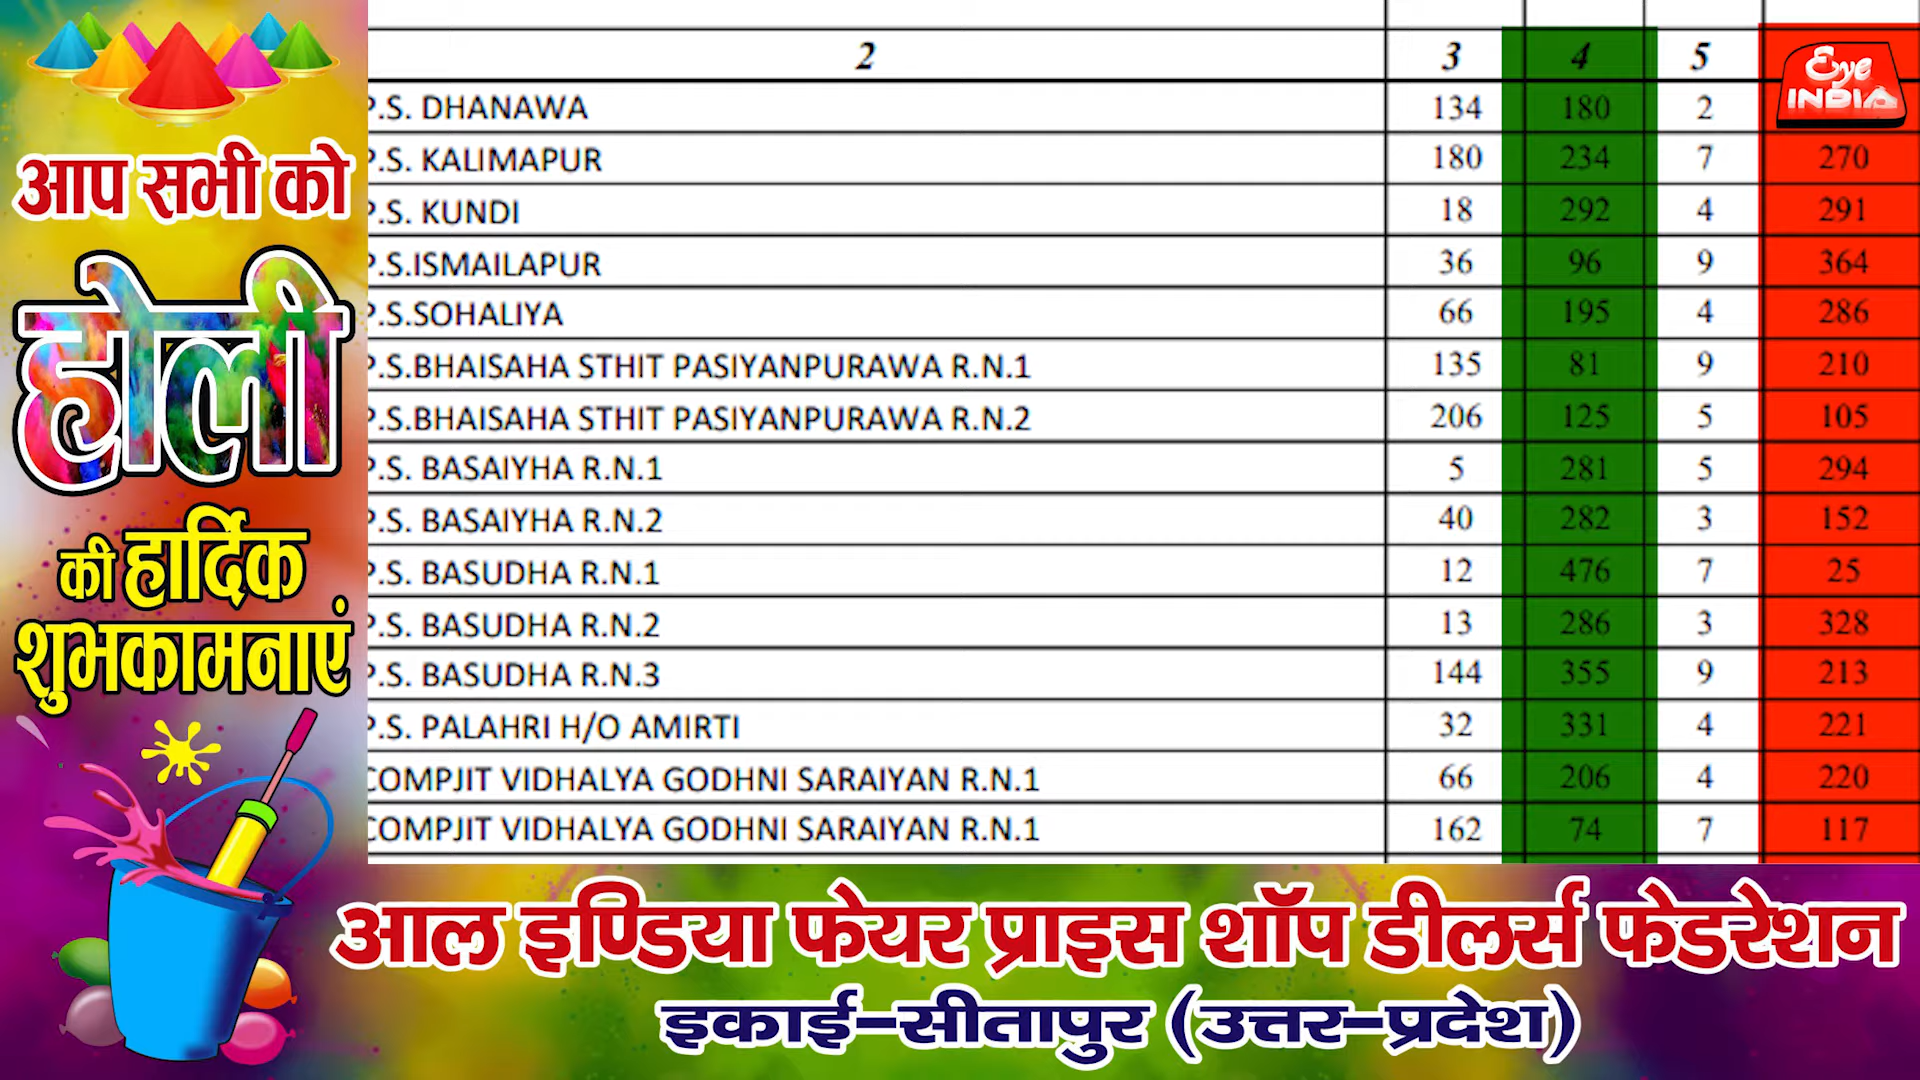 आप सभी को
होली
की हार्दिक
शुभकामनाएं
2 3 4 5
Eye
INDIA
P.S. DHANAWA 134 180 2
P.S. KALIMAPUR 180 234 7 270
P.S. KUNDI 18 292 4 291
P.S.ISMAILAPUR 36 96 9 364
P.S.SOHALIYA 66 195 4 286
P.S.BHAISAHA STHIT PASIYANPURAWA R.N.1 135 81 9 210
P.S.BHAISAHA STHIT PASIYANPURAWA R.N.2 206 125 5 105
P.S. BASAIYHA R.N.1 5 281 5 294
P.S. BASAIYHA R.N.2 40 282 3 152
P.S. BASUDHA R.N.1 12 476 7 25
P.S. BASUDHA R.N.2 13 286 3 328
P.S. BASUDHA R.N.3 144 355 9 213
P.S. PALAHRI H/O AMIRTI 32 331 4 221
COMPJIT VIDHALYA GODHNI SARAIYAN R.N.1 66 206 4 220
COMPJIT VIDHALYA GODHNI SARAIYAN R.N.1 162 74 7 117
आल इण्डिया फेयर प्राइस शॉप डीलर्स फेडरेशन
इकाई-सीतापुर (उत्तर-प्रदेश)